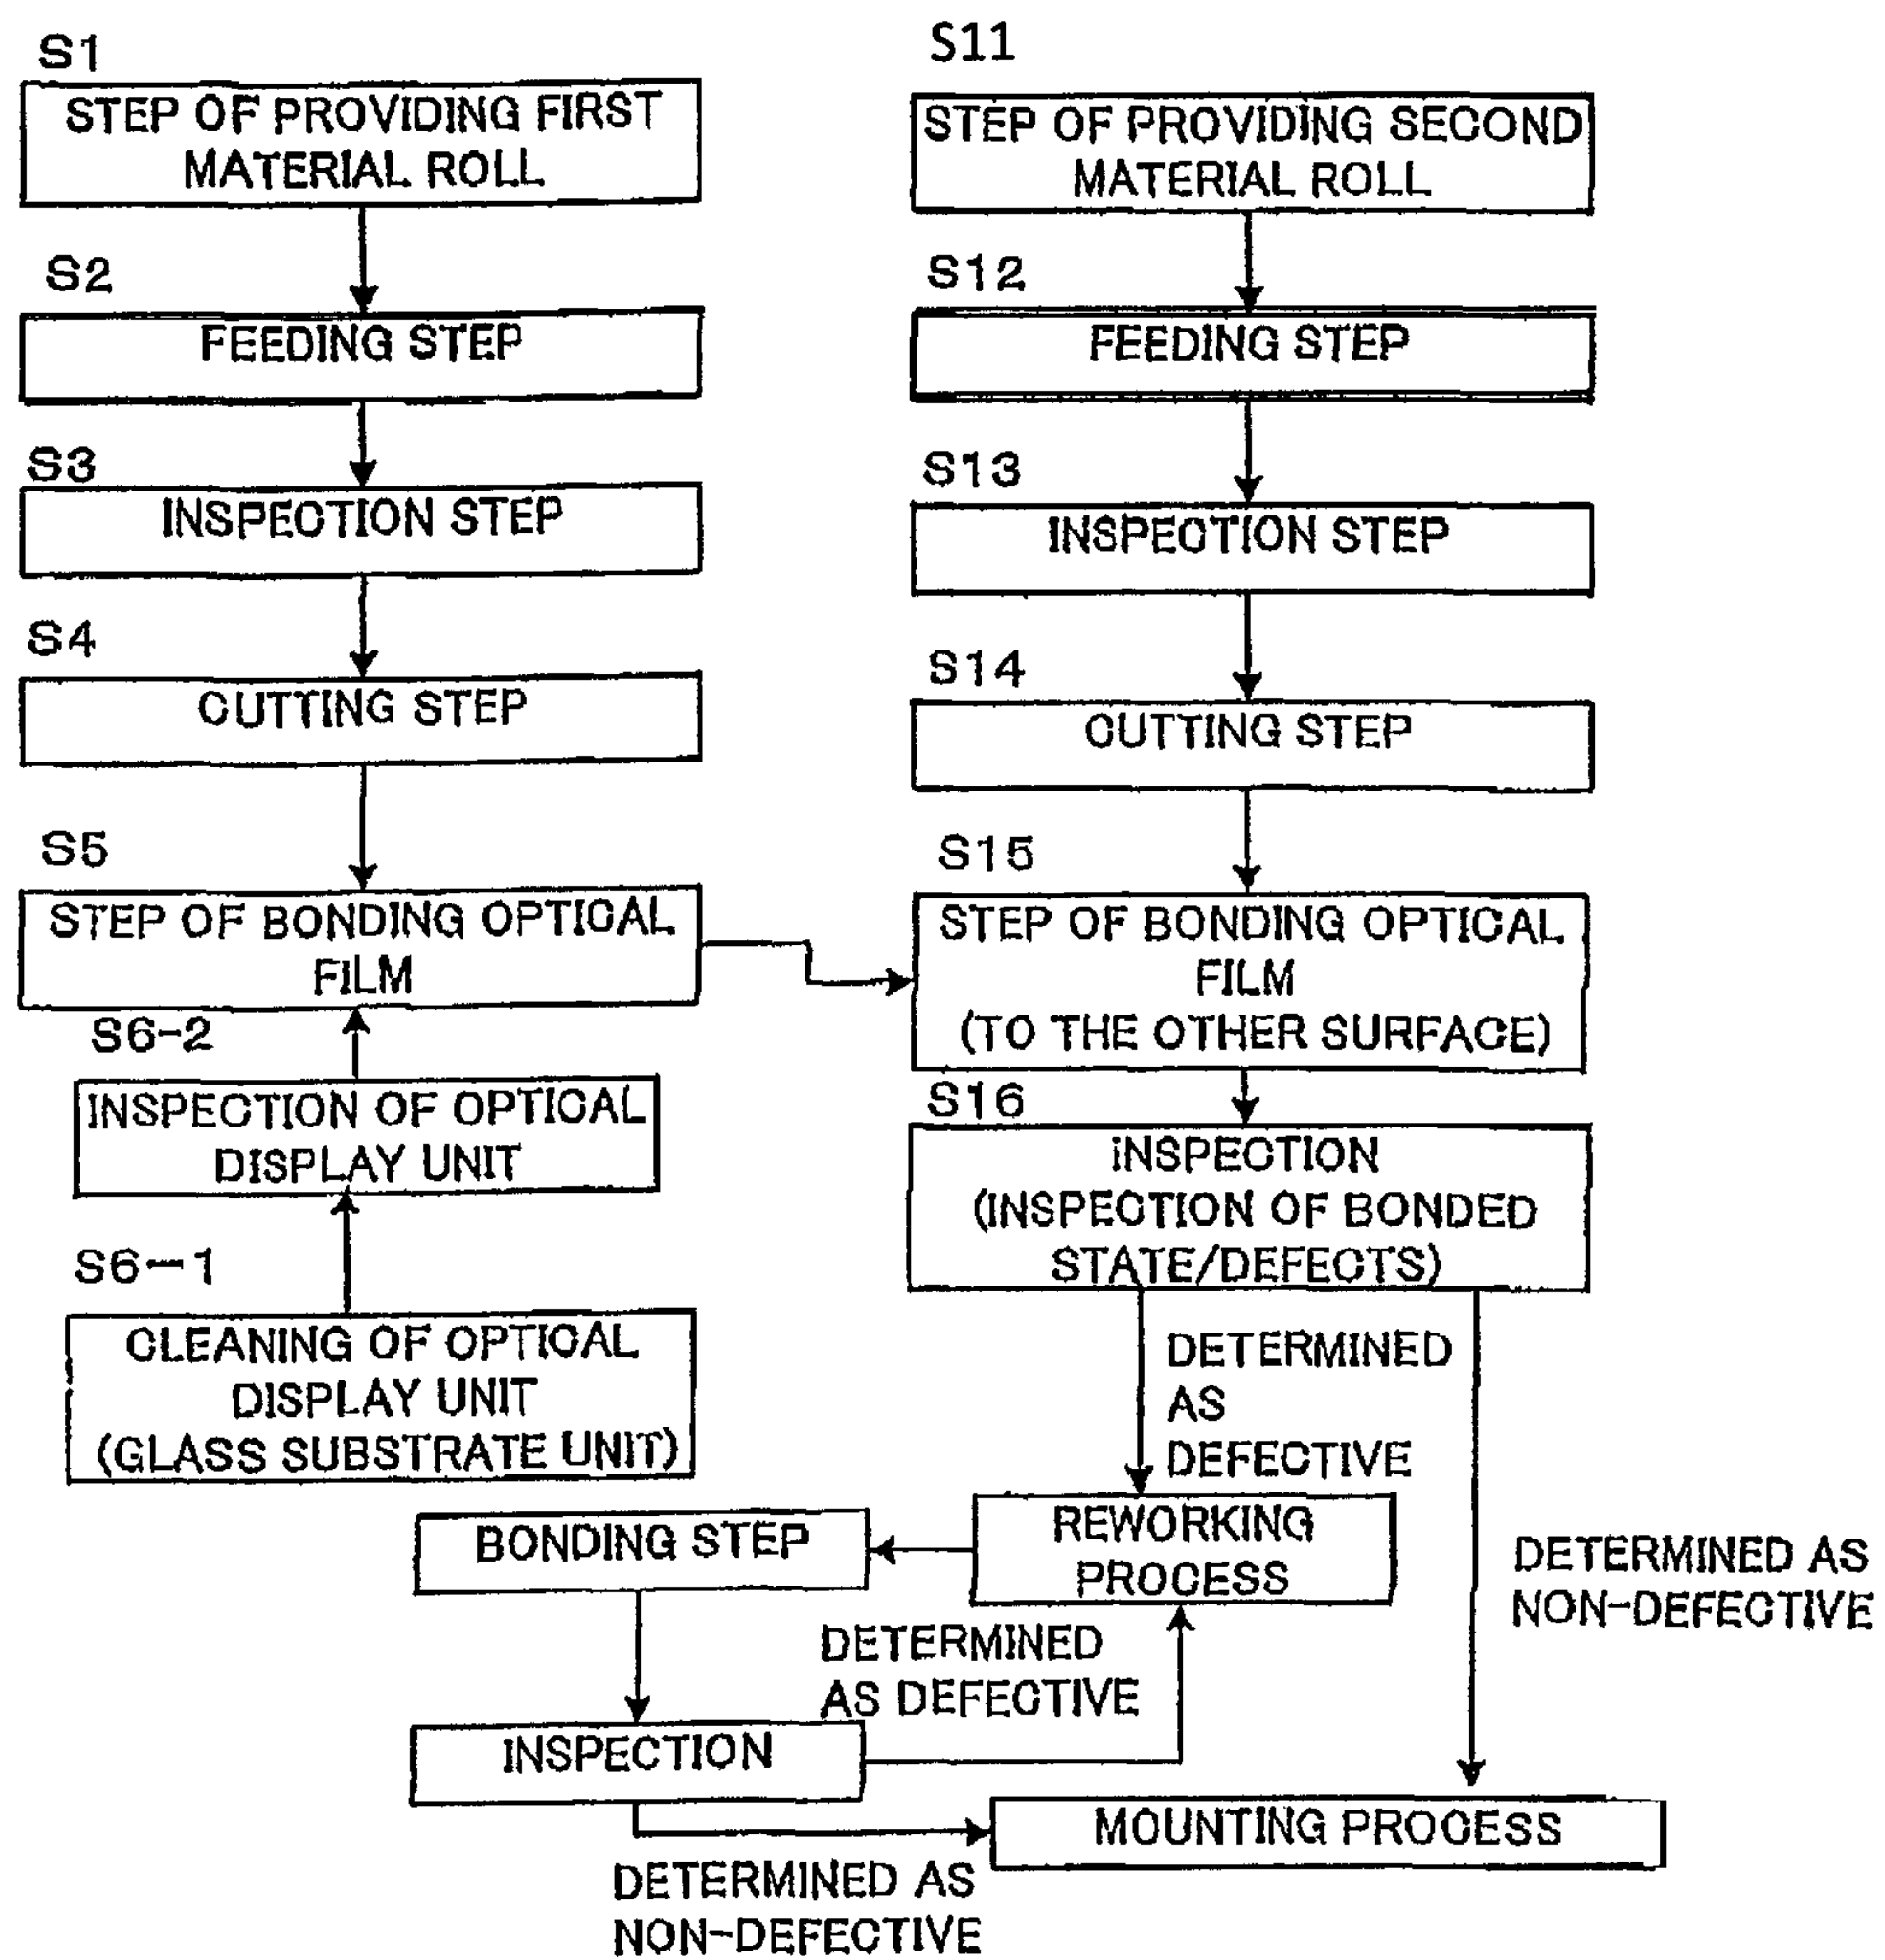 S1
STEP OF PROVIDING FIRST
MATERIAL ROLL
S2
FEEDING STEP
S3
INSPECTION STEP
S4
CUTTING STEP
S5
STEP OF BONDING OPTICAL
FILM
S6-2
INSPECTION OF OPTICAL
DISPLAY UNIT
S6-1
CLEANING OF OPTICAL
DISPLAY UNIT
(GLASS SUBSTRATE UNIT)
S11
STEP OF PROVIDING SECOND
MATERIAL ROLL
S12
FEEDING STEP
S13
INSPECTION STEP
S14
CUTTING STEP
S15
STEP OF BONDING OPTICAL
FILM
(TO THE OTHER SURFACE)
S16
INSPECTION
(INSPECTION OF BONDED
STATE/DEFECTS)
DETERMINED
AS
DEFECTIVE
REWORKING
PROCESS
BONDING STEP
DETERMINED AS
NON-DEFECTIVE
DETERMINED
AS DEFECTIVE
INSPECTION
MOUNTING PROCESS
DETERMINED AS
NON-DEFECTIVE